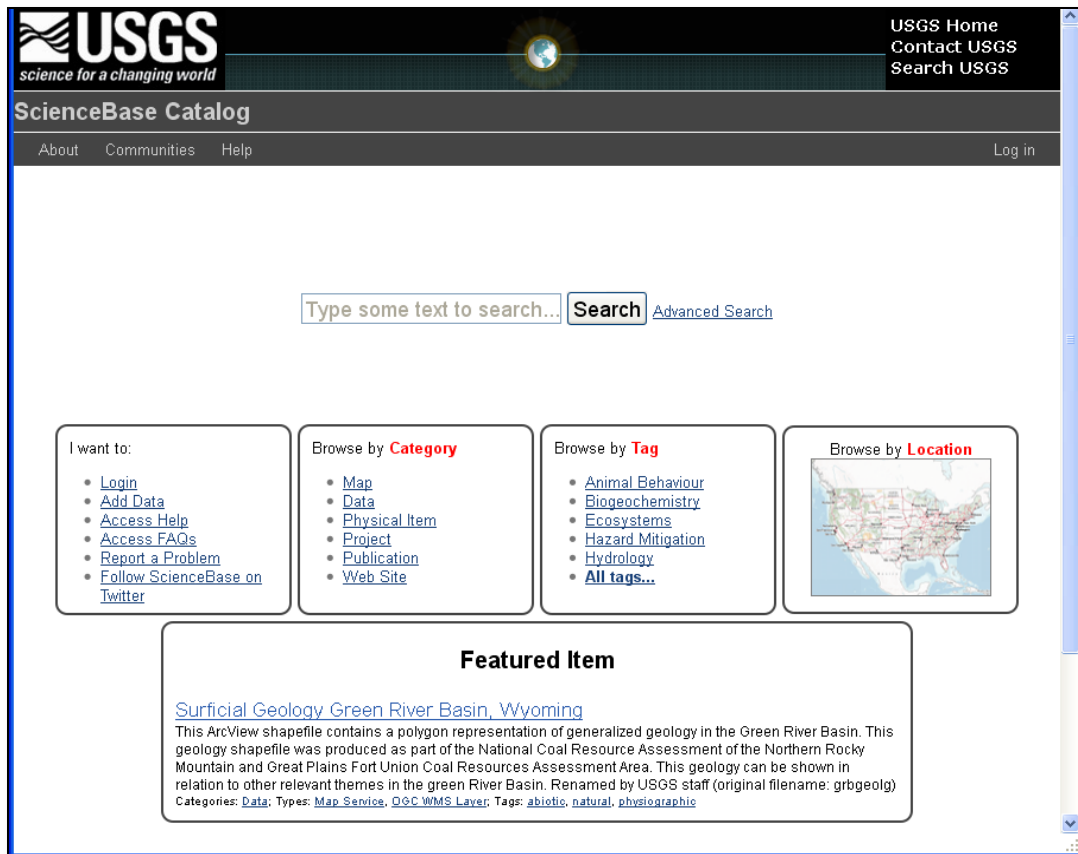 USGS
science for a changing world
USGS Home
Contact USGS
Search USGS
ScienceBase Catalog
About Communities Help Log in
Type some text to search... Search Advanced Search
I want to:
Login
Add Data
Access Help
Access FAQs
Report a Problem
Follow ScienceBase on
Twitter
Browse by Category
Map
Data
Physical Item
Project
Publication
Web Site
Browse by Tag
Animal Behaviour
Biogeochemistry
Ecosystems
Hazard Mitigation
Hydrology
All tags...
Browse by Location
Featured Item
Surficial Geology Green River Basin, Wyoming
This ArcView shapefile contains a polygon representation of generalized geology in the Green River Basin. This
geology shapefile was produced as part of the National Coal Resource Assessment of the Northern Rocky
Mountain and Great Plains Fort Union Coal Resources Assessment Area. This geology can be shown in
relation to other relevant themes in the green River Basin. Renamed by USGS staff (original filename: grbgeolg)
Categories: Data; Types: Map Service, OGC WMS Layer; Tags: abiotic, natural, physiographic